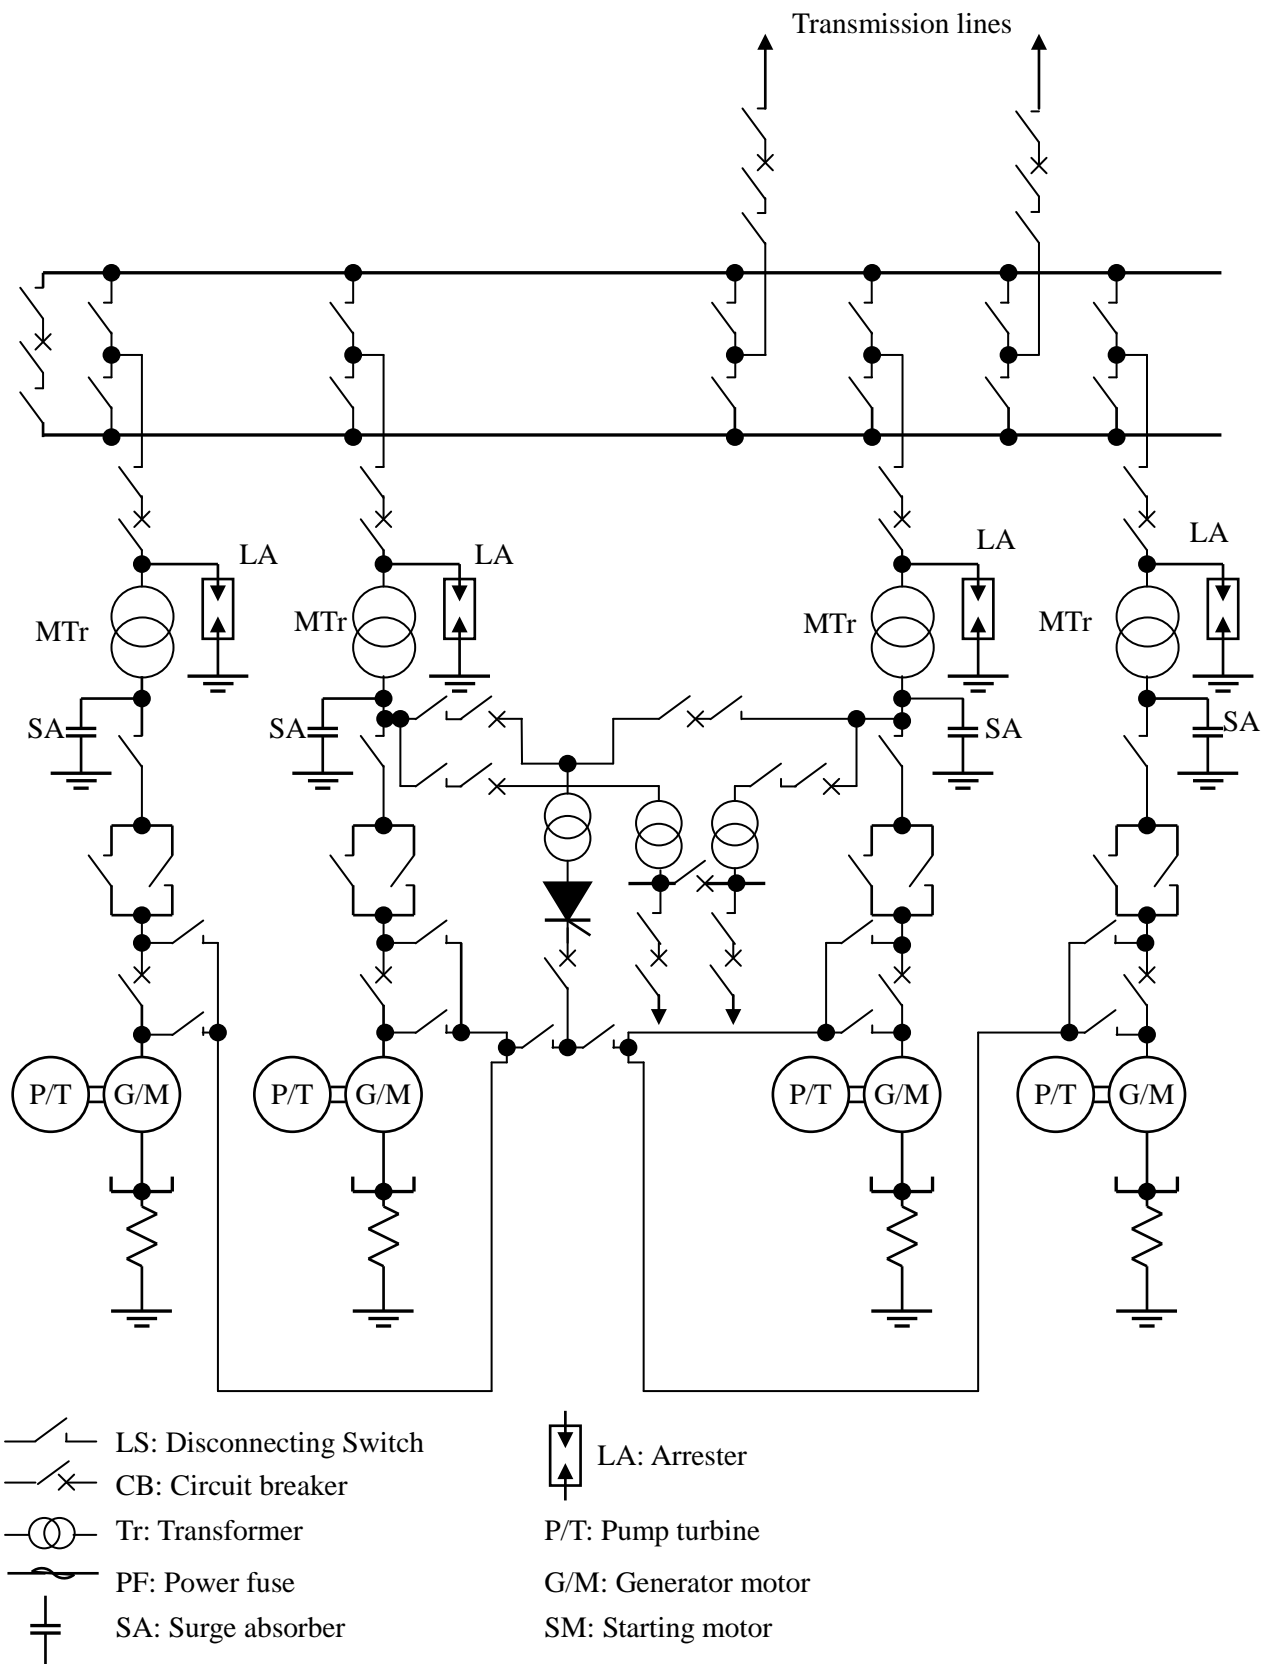 Transmission lines
LA
LA
LA
LA
MTr
MTr
MTr
MTr
SA
SA
SA
SA
P/T
G/M
P/T
G/M
P/T
G/M
P/T
G/M
LS: Disconnecting Switch
CB: Circuit breaker
Tr: Transformer
PF: Power fuse
SA: Surge absorber
LA: Arrester
P/T: Pump turbine
G/M: Generator motor
SM: Starting motor